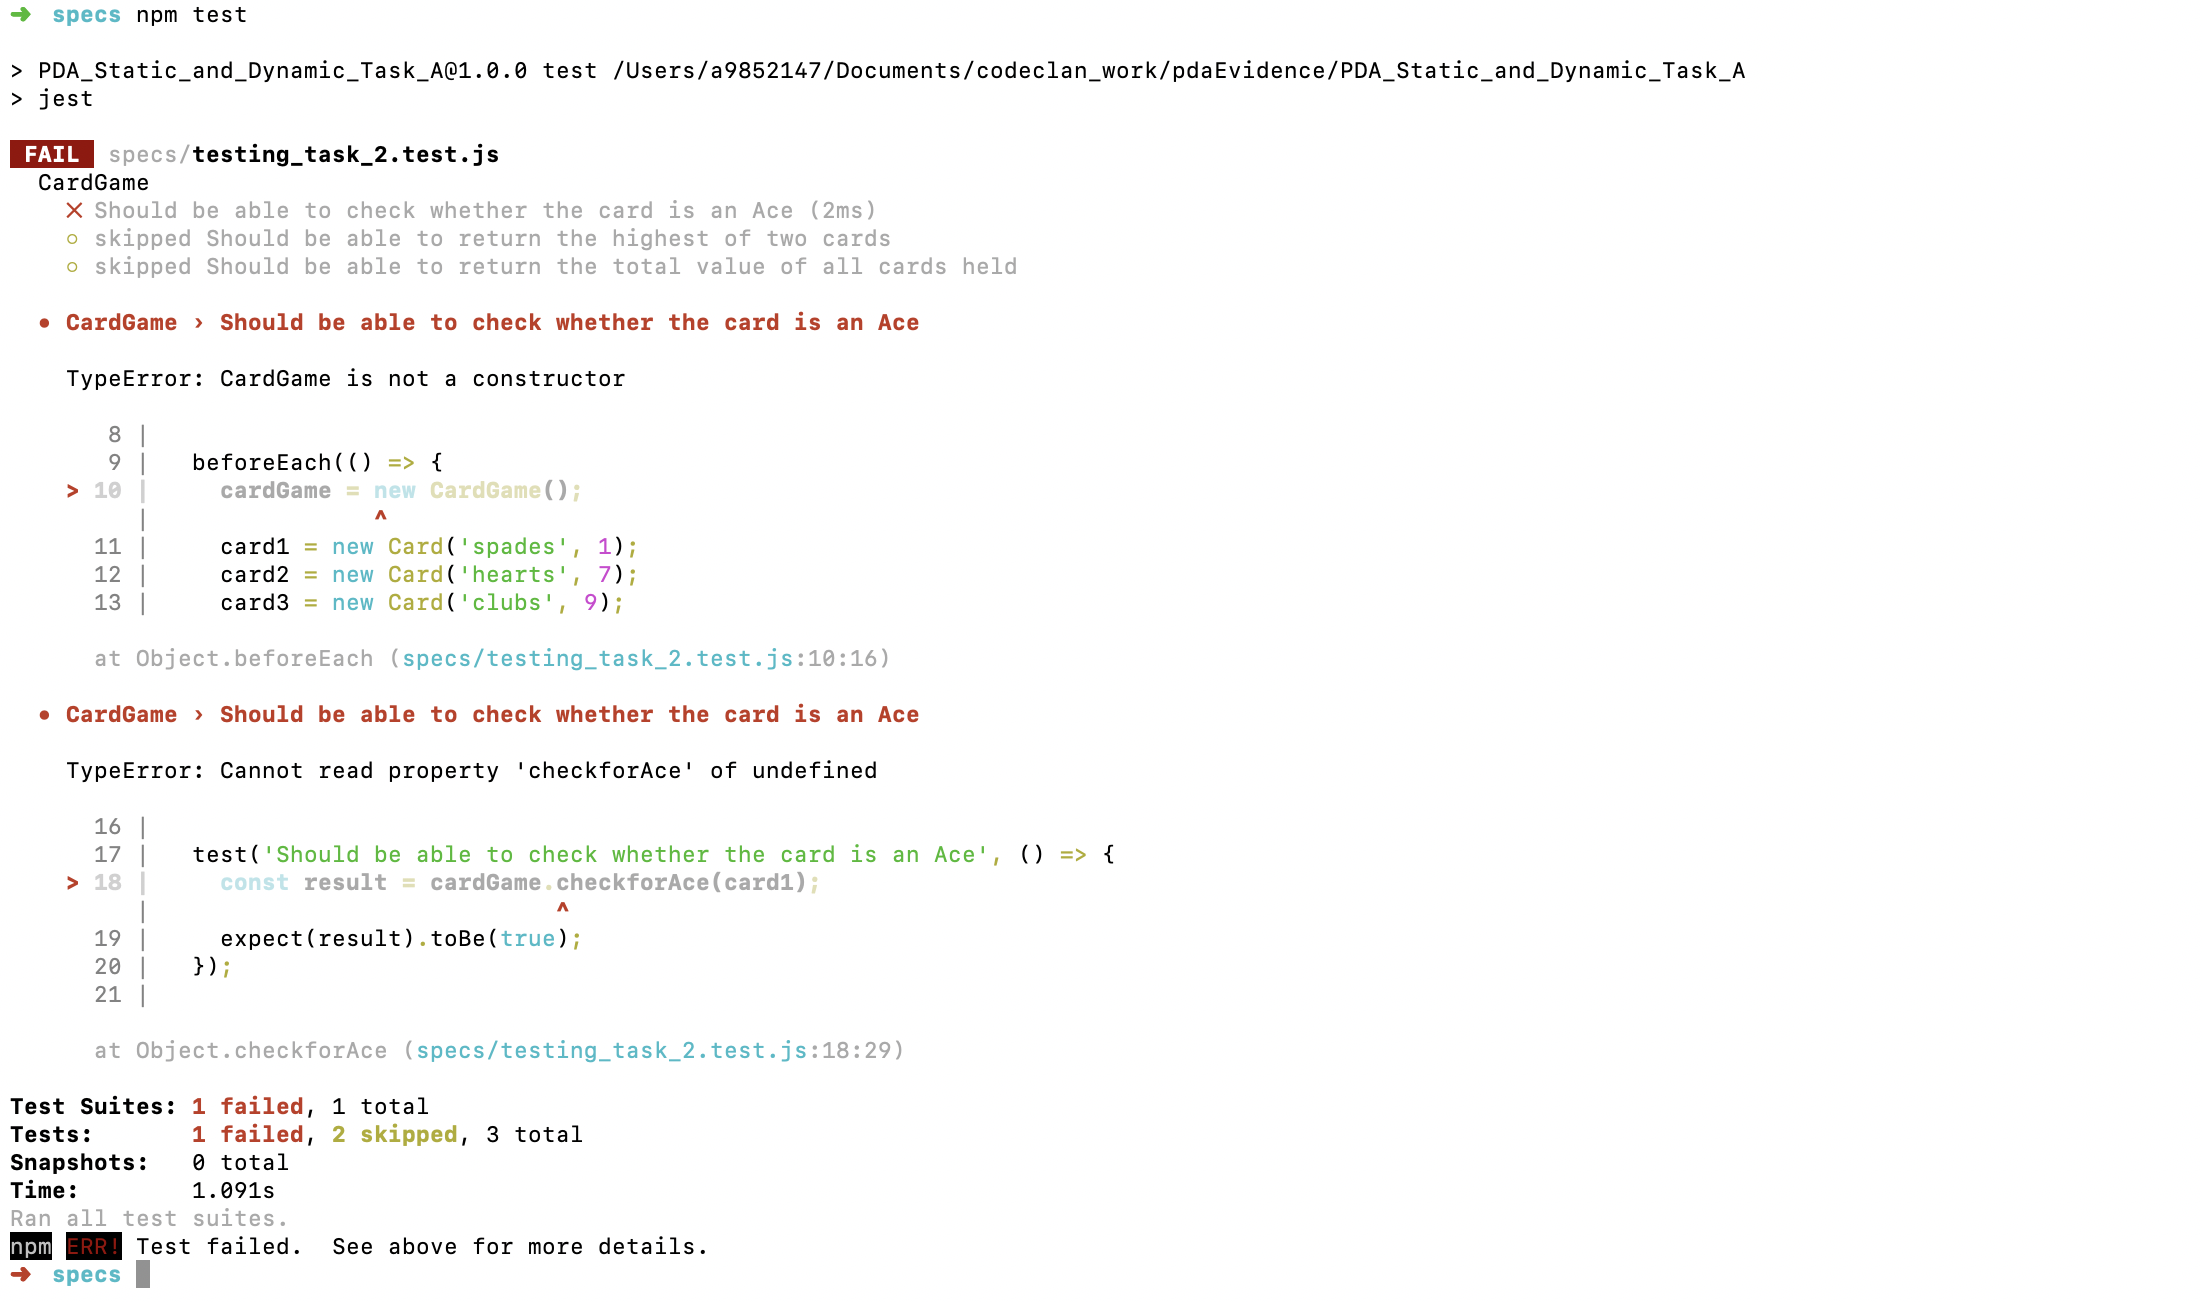 ➜ specs npm test
> PDA_Static_and_Dynamic_Task_A@1.0.0 test /Users/a9852147/Documents/codeclan_work/pdaEvidence/PDA_Static_and_Dynamic_Task_A
> jest
FAIL specs/testing_task_2.test.js
CardGame
✕ Should be able to check whether the card is an Ace (2ms)
○ skipped Should be able to return the highest of two cards
○ skipped Should be able to return the total value of all cards held
● CardGame › Should be able to check whether the card is an Ace
TypeError: CardGame is not a constructor
8 |
9 | beforeEach(() => {
> 10 | cardGame = new CardGame();
| ^
11 | card1 = new Card('spades', 1);
12 | card2 = new Card('hearts', 7);
13 | card3 = new Card('clubs', 9);
at Object.beforeEach (specs/testing_task_2.test.js:10:16)
● CardGame › Should be able to check whether the card is an Ace
TypeError: Cannot read property 'checkforAce' of undefined
16 |
17 | test('Should be able to check whether the card is an Ace', () => {
> 18 | const result = cardGame.checkforAce(card1);
| ^
19 | expect(result).toBe(true);
20 | });
21 |
at Object.checkforAce (specs/testing_task_2.test.js:18:29)
Test Suites: 1 failed, 1 total
Tests: 1 failed, 2 skipped, 3 total
Snapshots: 0 total
Time: 1.091s
Ran all test suites.
npm ERR! Test failed. See above for more details.
➜ specs